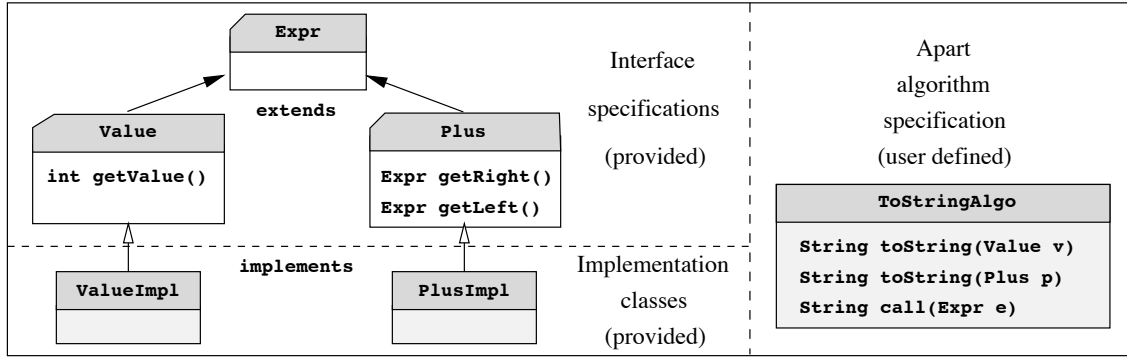 Expr
extends
Value
int getValue()
Plus
Expr getRight()
Expr getLeft()
Interface
specifications
(provided)
implements
ValueImpl
PlusImpl
Implementation
classes
(provided)
Apart
algorithm
specification
(user defined)
ToStringAlgo
String toString(Value v)
String toString(Plus p)
String call(Expr e)